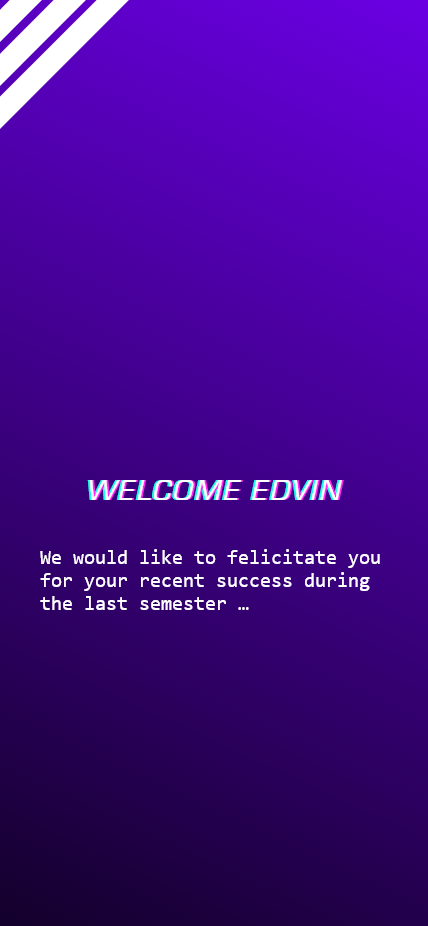 WELCOME EDVIN
We would like to felicitate you
for your recent success during
the last semester …